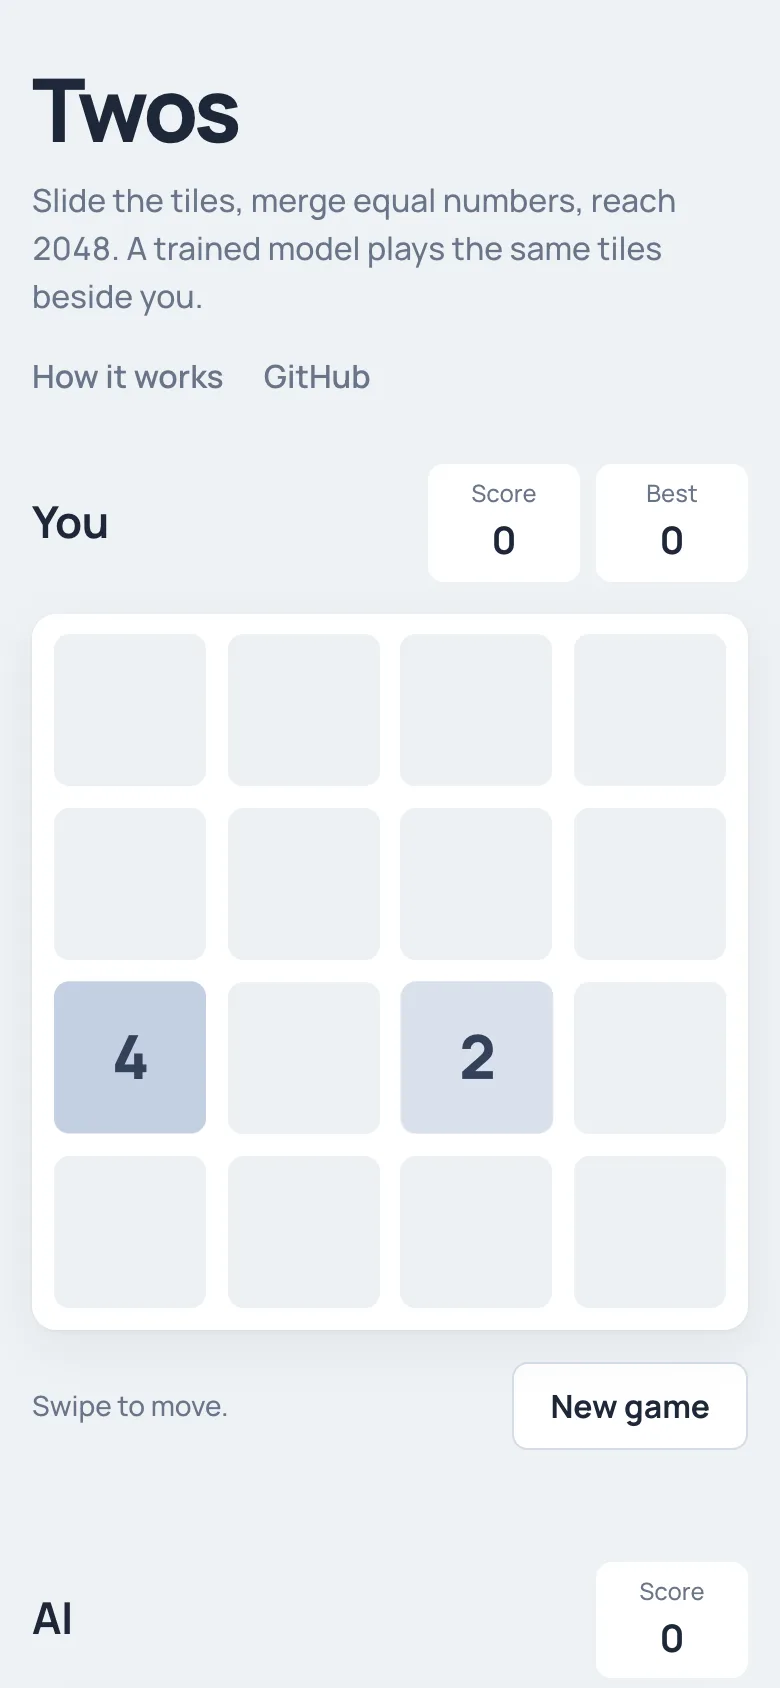 Twos
Slide the tiles, merge equal numbers, reach
2048. A trained model plays the same tiles
beside you.
How it works GitHub
You
Score
0
Best
0
4 2
Swipe to move.
New game
AI
Score
0